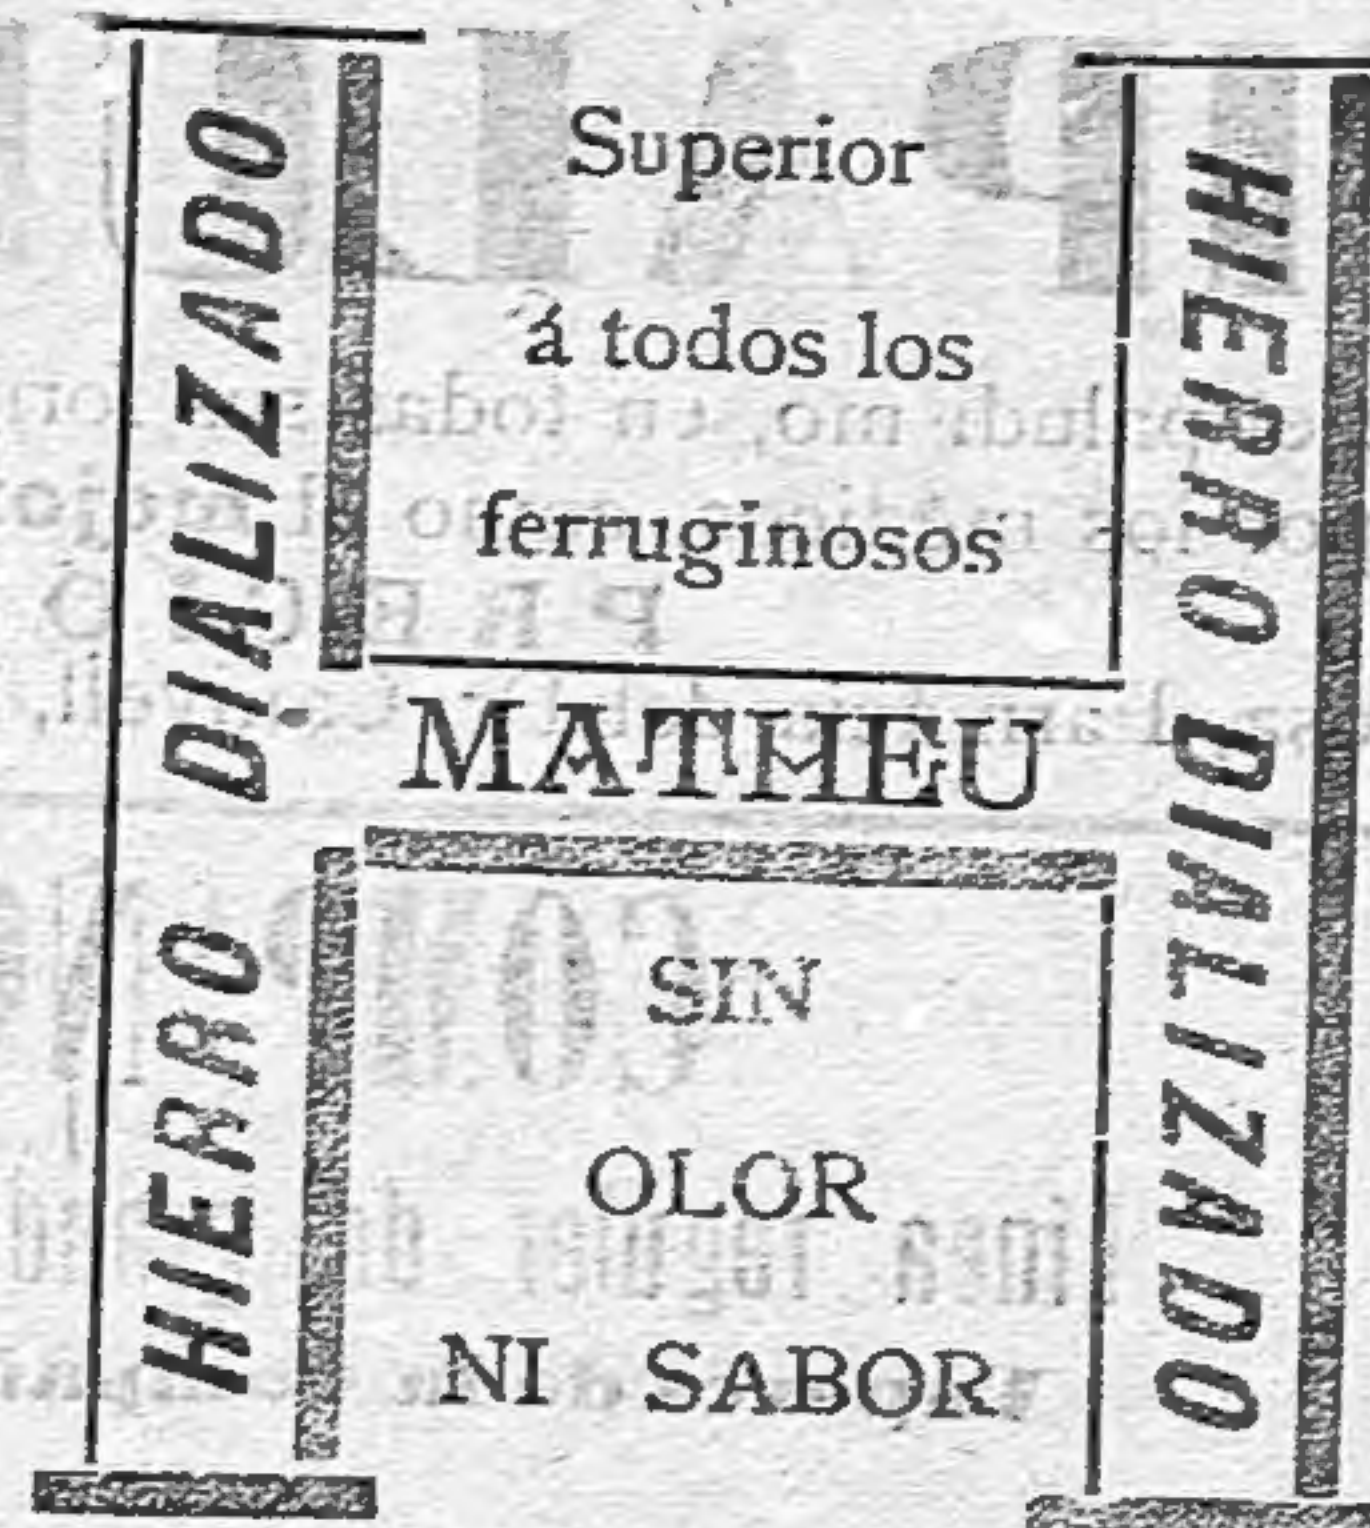 HIERRO DIALIZADO
Superior
á todos los
ferruginosos
MATHEU
SIN
OLOR
NI SABOR
HIERRO DIALIZADO